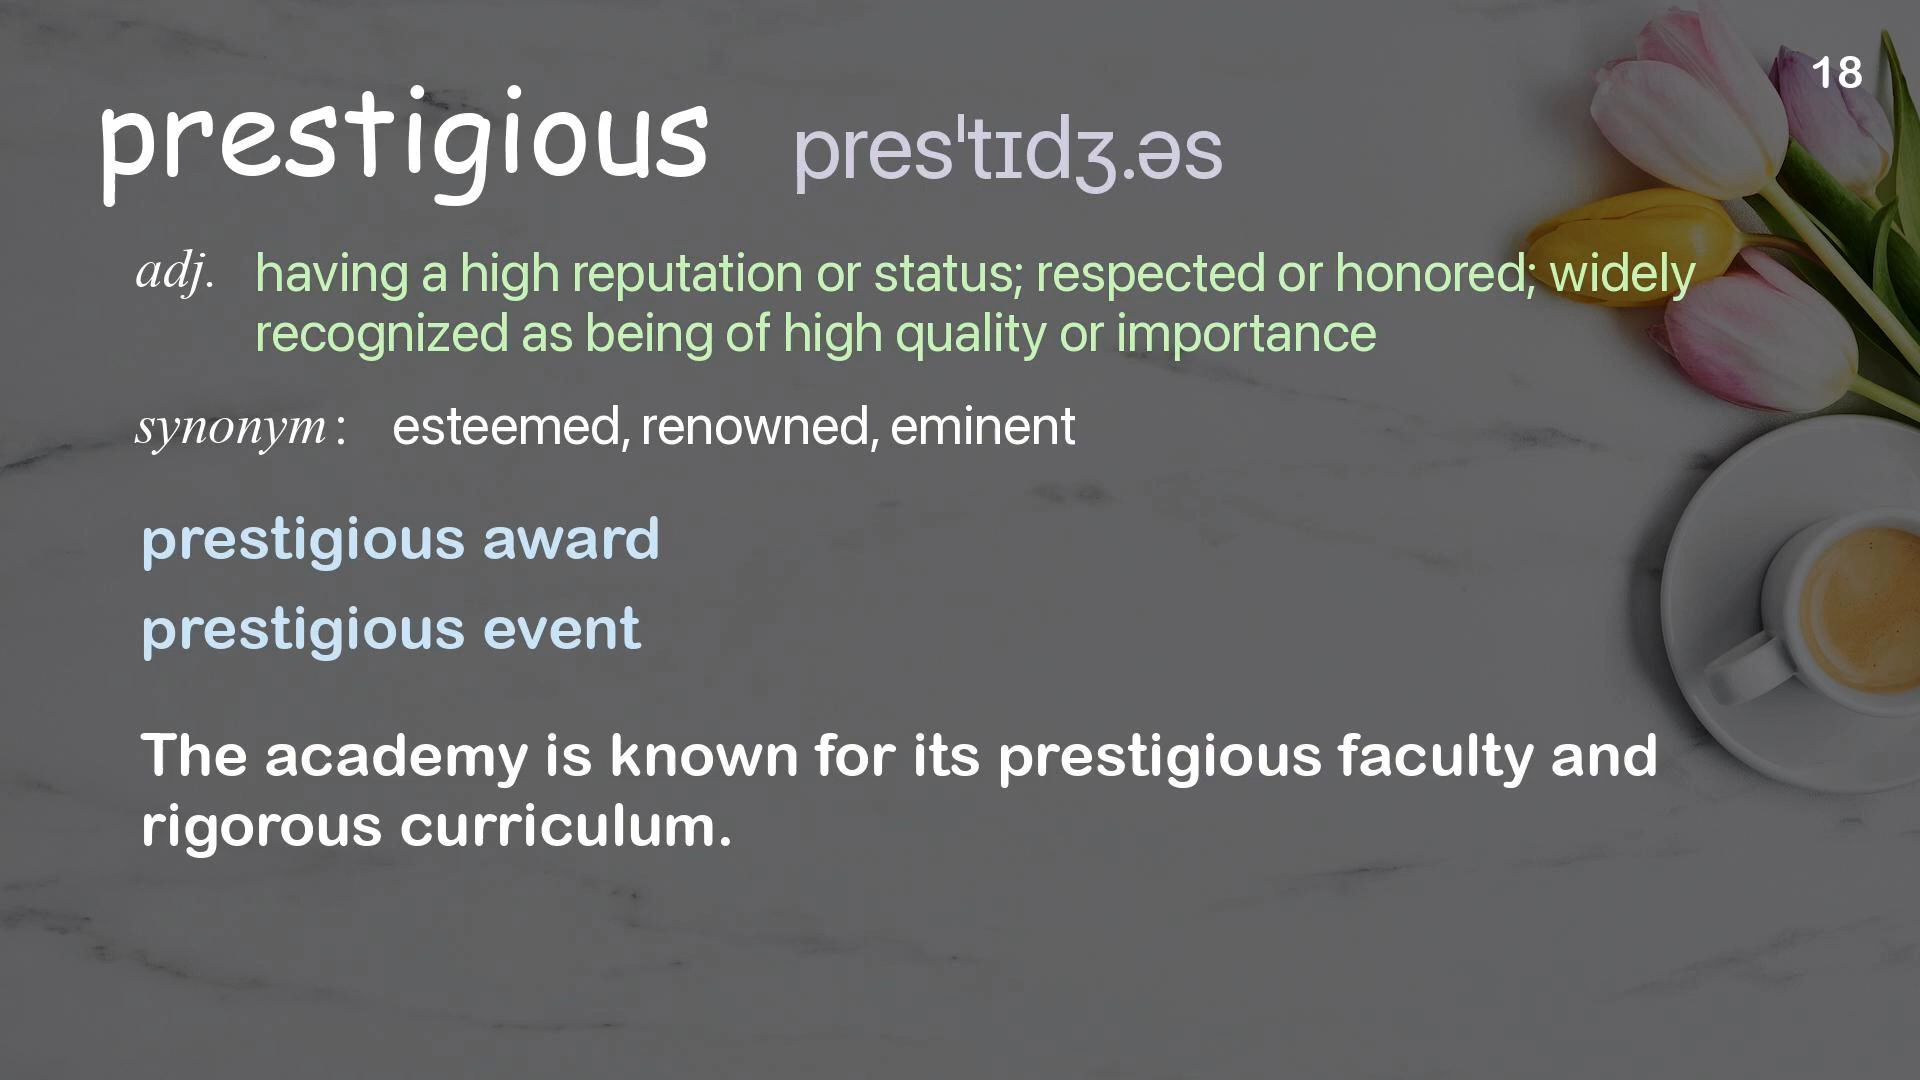 18
prestigious presˈtɪdʒ.əs
adj. having a high reputation or status; respected or honored; widely
recognized as being of high quality or importance
synonym : esteemed, renowned, eminent
prestigious award
prestigious event
The academy is known for its prestigious faculty and
rigorous curriculum.